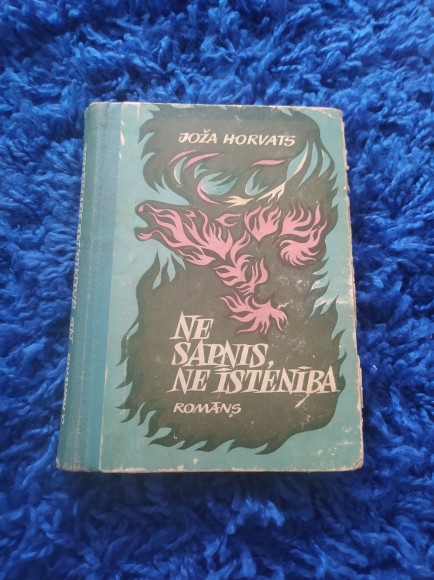 JOŽA HORVATS
NE
SAPNIS,
NE ĪSTENĪBA
ROMĀNS